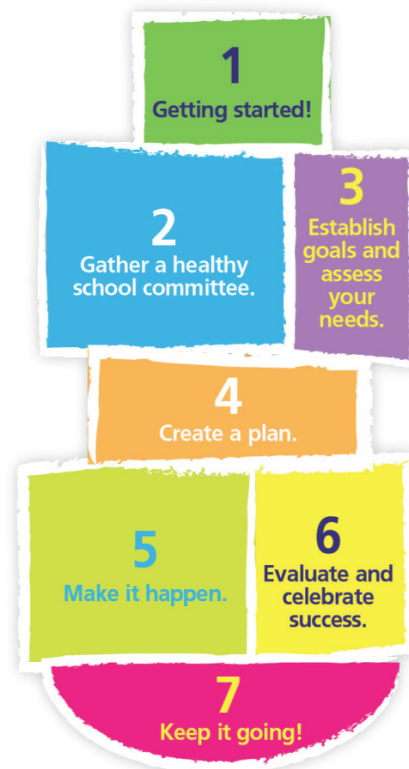 1
Getting started!
2
Gather a healthy
school committee.
3
Establish
goals and
assess
your
needs.
4
Create a plan.
5
Make it happen.
6
Evaluate and
celebrate
success.
7
Keep it going!